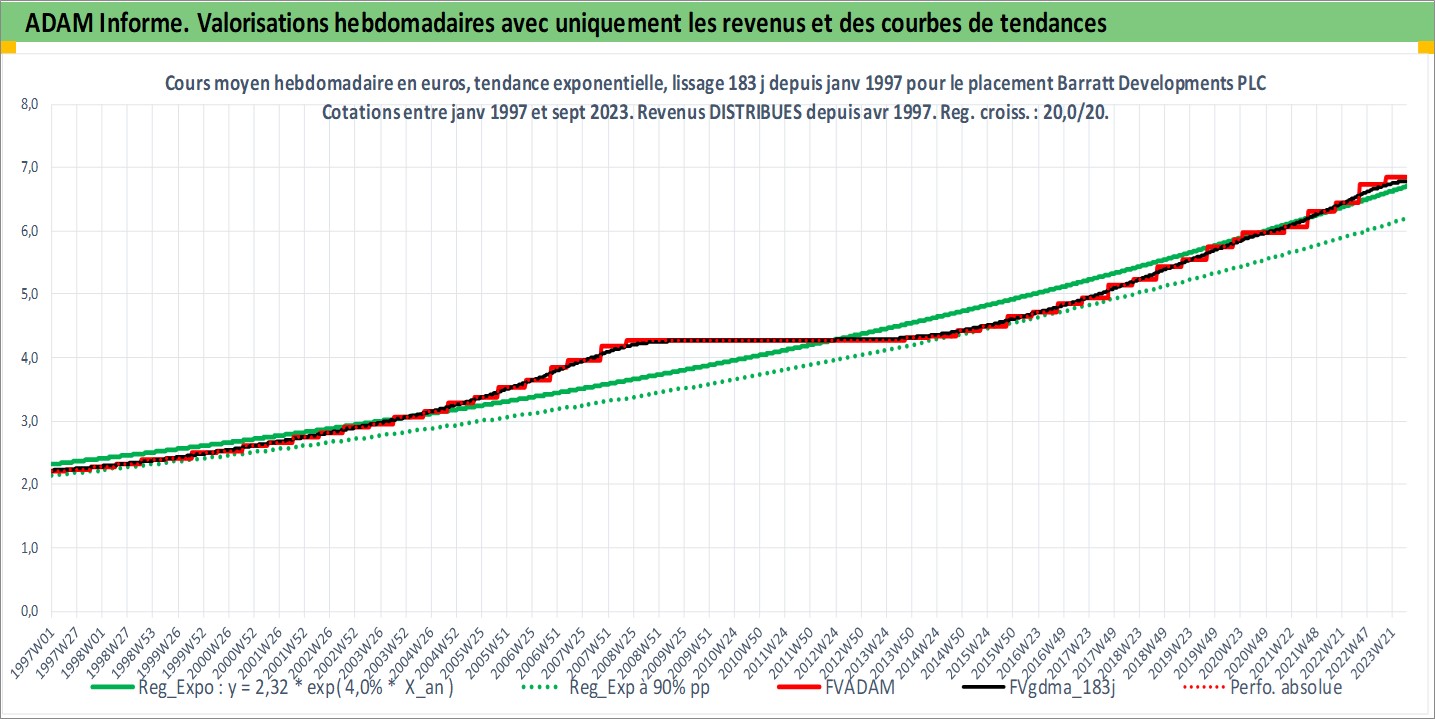 ADAM Informe. Valorisations hebdomadaires avec uniquement les revenus et des courbes de tendances
Cours moyen hebdomadaire en euros, tendance exponentielle, lissage 183 j depuis janv 1997 pour le placement Barratt Developments PLC
Cotations entre janv 1997 et sept 2023. Revenus DISTRIBUES depuis avr 1997. Reg. croiss. : 20,0/20.
8,0
7,0
6,0
5,0
4,0
3,0
2,0
1,0
0,0
1997W01 1997W27 1998W01 1998W27 1998W53 1999W26 1999W52 2000W26 2000W52 2001W26 2001W52 2002W26 2002W52 2003W26 2003W52 2004W26 2004W52 2005W25 2005W51 2006W25 2006W51 2007W25 2007W51 2008W25 2008W51 2009W25 2009W51 2010W24 2010W50 2011W24 2011W50 2012W24 2012W50 2013W24 2013W50 2014W24 2014W50 2015W24 2015W50 2016W23 2016W49 2017W23 2017W49 2018W23 2018W49 2019W23 2019W49 2020W23 2020W49 2021W22 2021W48 2022W21 2022W47 2023W21
Reg_Expo : y = 2,32 * exp( 4,0% * X_an ) Reg_Exp à 90% pp FVADAM FVgdma_183j Perfo. absolue